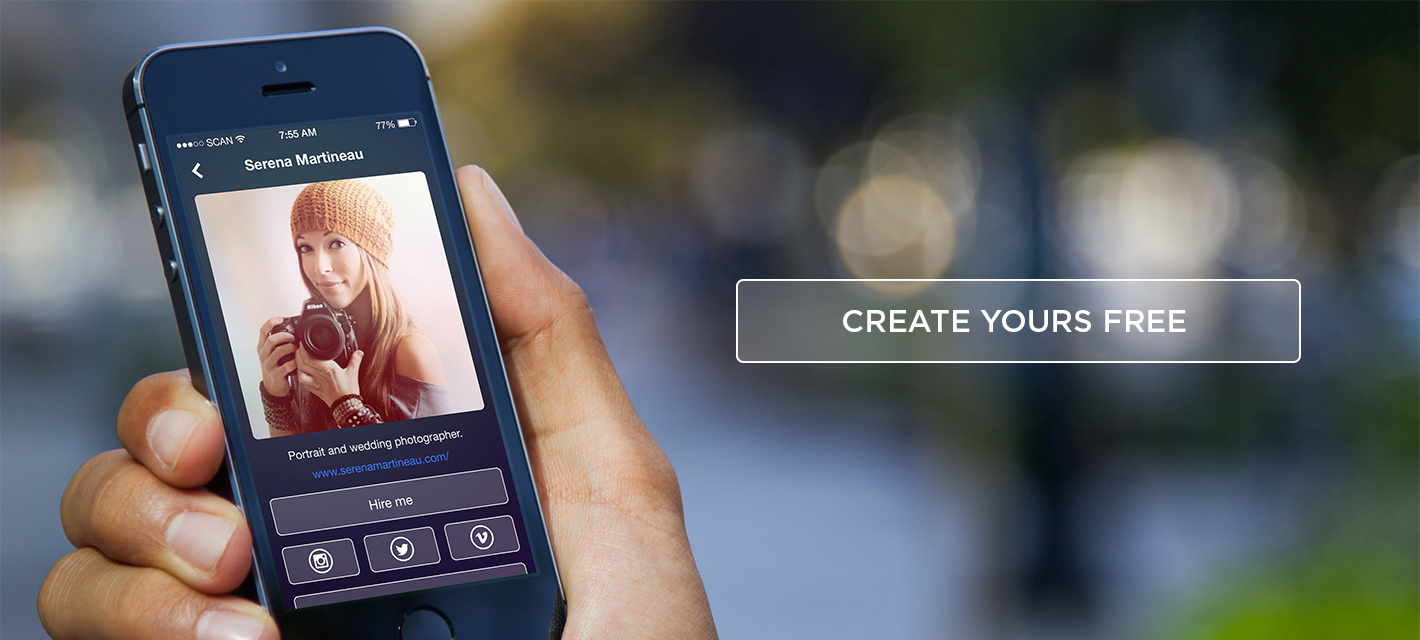 SCAN 7:55 AM 77%
Serena Martineau
Nikon
Portrait and wedding photographer.
www.serenamartineau.com/
Hire me
CREATE YOURS FREE